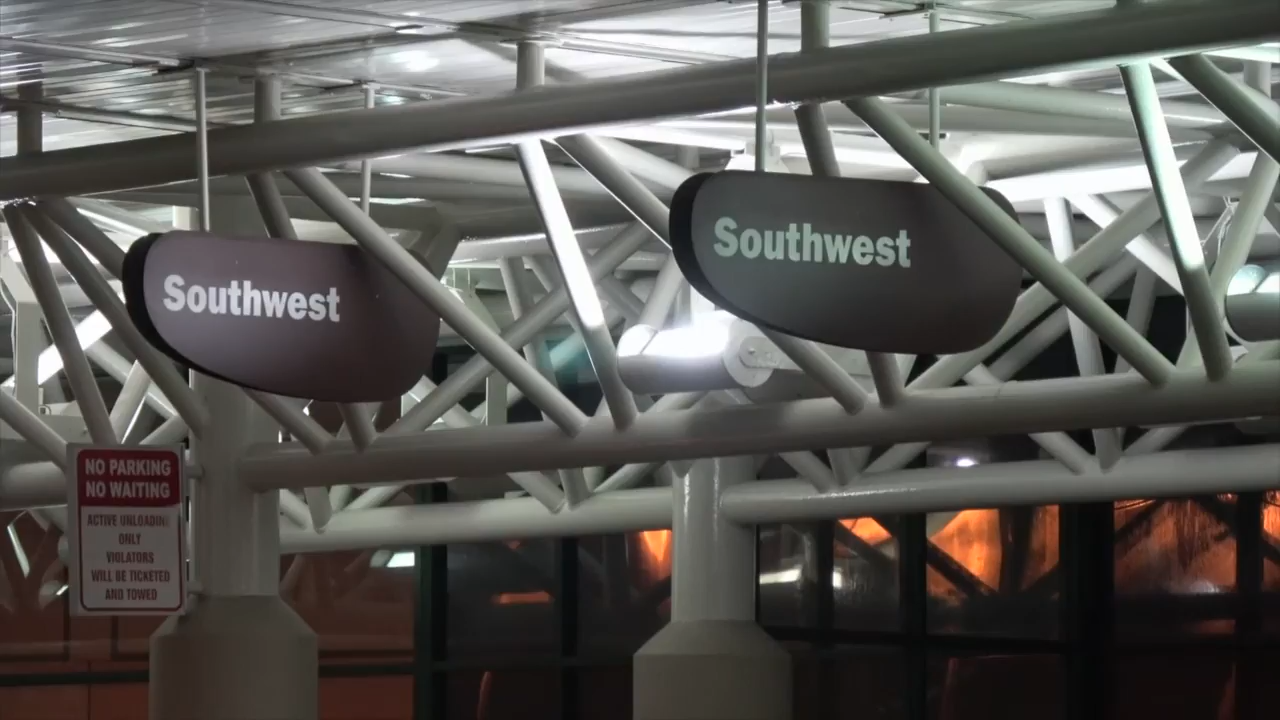 Southwest
Southwest
NO PARKING
NO WAITING
ACTIVE UNLOADING
ONLY
VIOLATORS
WILL BE TICKETED
AND TOWED